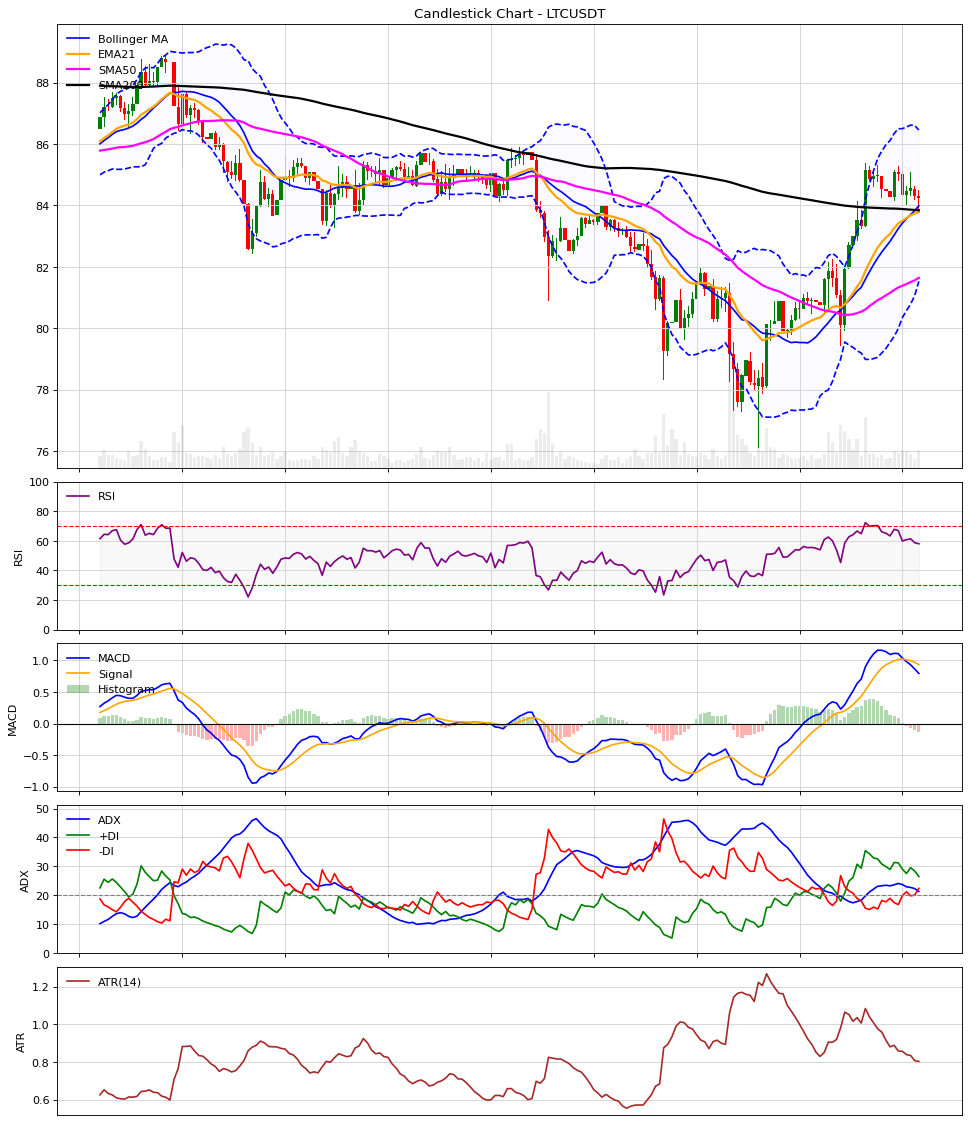 Candlestick Chart - LTCUSDT
Bollinger MA
EMA21
SMA50
SMA200
88
86
84
82
80
78
76
RSI
100
80
60
40
20
0
RSI
MACD
Signal
Histogram
1.0
0.5
0.0
−0.5
−1.0
MACD
ADX
+DI
-DI
50
40
30
20
10
0
ADX
ATR(14)
1.2
1.0
0.8
0.6
ATR